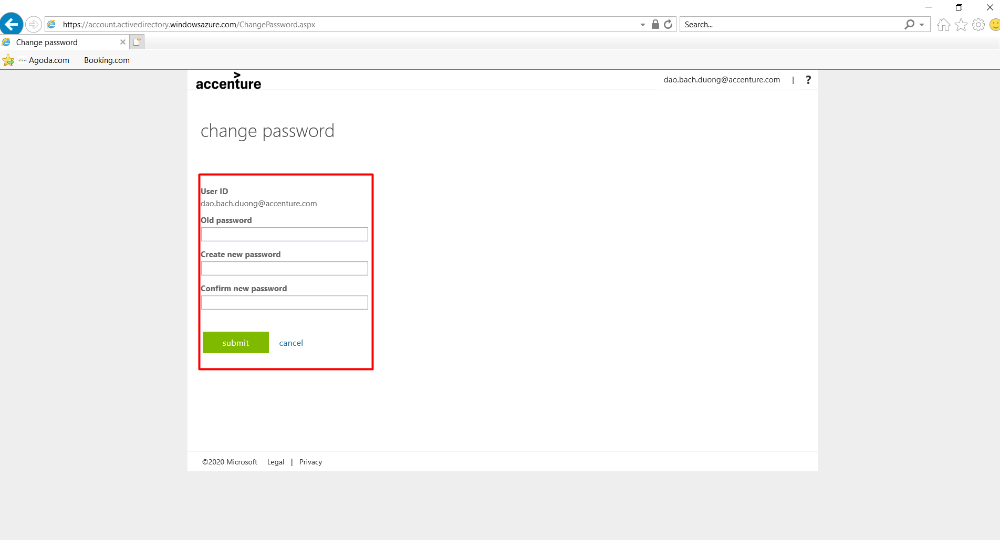 https://account.activedirectory.windowsazure.com/ChangePassword.aspx
Search...
Change password
Agoda.com
Booking.com
accenture
dao.bach.duong@accenture.com | ?
change password
User ID
dao.bach.duong@accenture.com
Old password
Create new password
Confirm new password
submit
cancel
©2020 Microsoft Legal | Privacy